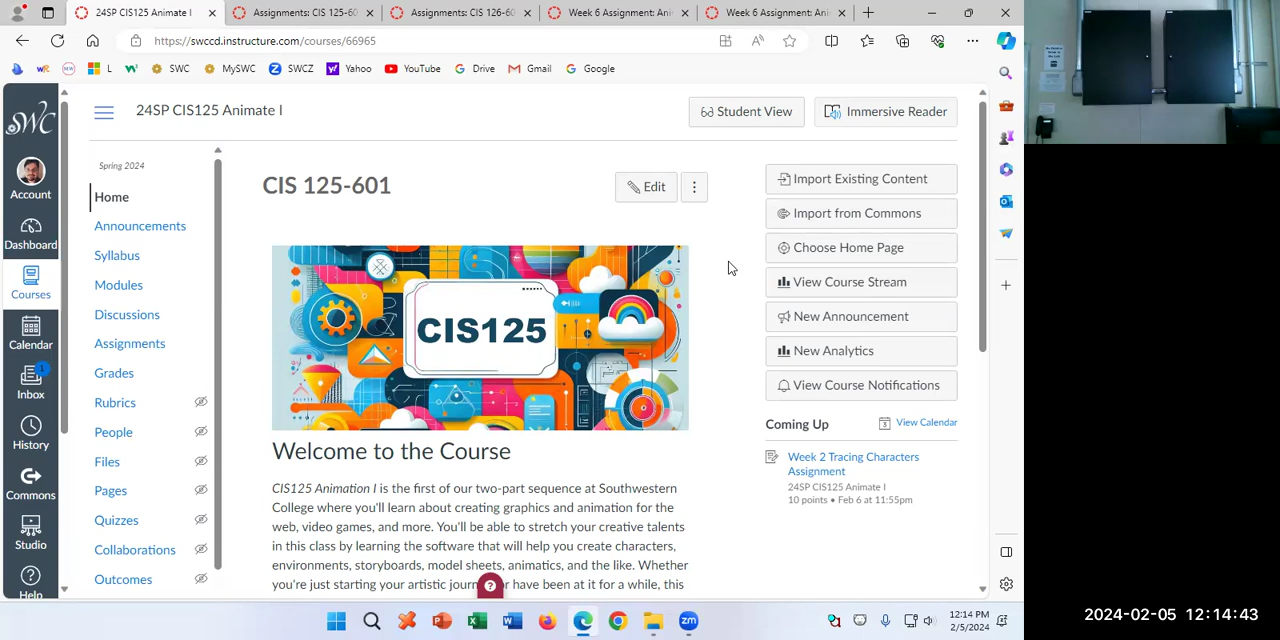 24SP CIS125 Animate I
Assignments: CIS 125-60
Assignments: CIS 126-60
Week 6 Assignment: Ani
Week 6 Assignment: Ani
https://swccd.instructure.com/courses/66965
L
SWC
MySWC
SWCZ
Yahoo
YouTube
Drive
Gmail
Google
SWC
24SP CIS125 Animate I
Student View
Immersive Reader
Account
Dashboard
Courses
Calendar
Inbox
1
History
Commons
Studio
Help
Spring 2024
Home
Announcements
Syllabus
Modules
Discussions
Assignments
Grades
Rubrics
People
Files
Pages
Quizzes
Collaborations
Outcomes
CIS 125-601
Edit
CIS125
Welcome to the Course
CIS125 Animation I is the first of our two-part sequence at Southwestern
College where you'll learn about creating graphics and animation for the
web, video games, and more. You'll be able to stretch your creative talents
in this class by learning the software that will help you create characters,
environments, storyboards, model sheets, animatics, and the like. Whether
you're just starting your artistic journ or have been at it for a while, this
Import Existing Content
Import from Commons
Choose Home Page
View Course Stream
New Announcement
New Analytics
View Course Notifications
Coming Up
View Calendar
Week 2 Tracing Characters
Assignment
24SP CIS125 Animate I
10 points • Feb 6 at 11:55pm
12:14 PM
2/5/2024
2024-02-05 12:14:43